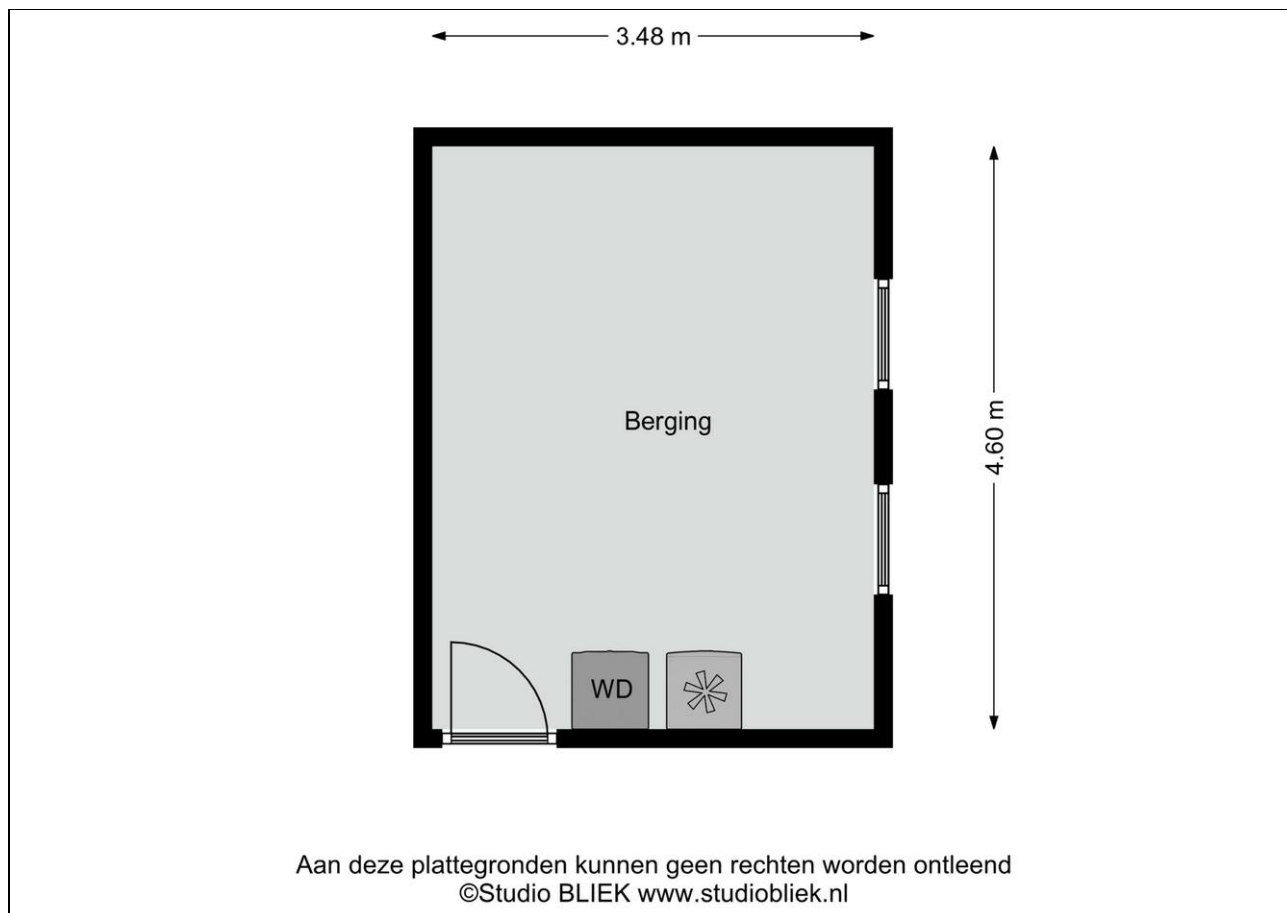 3.48 m
Berging
4.60 m
WD
Aan deze plattegronden kunnen geen rechten worden ontleend
©Studio BLIEK www.studiobliek.nl